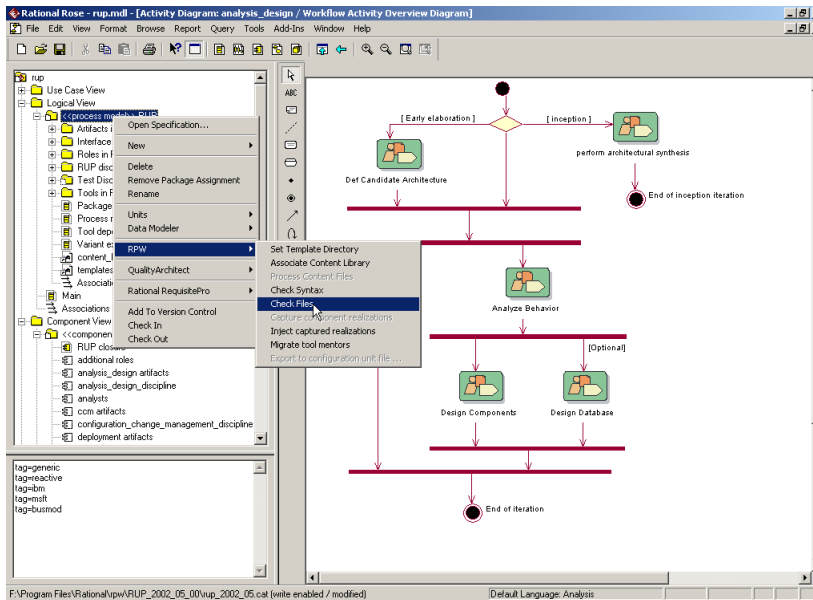 Rational Rose - rup.mdl - [Activity Diagram: analysis_design / Workflow Activity Overview Diagram]
File Edit View Format Browse Report Query Tools Add-Ins Window Help
rup
Use Case View
Logical View
<<process model>> RUP
Artifacts i
Interface
Roles in F
RUP disc
Test Disc
Tools in F
Package
Process r
Tool depe
Variant e
content_l
templates
Associati
Main
Associations
Component View
<<componen
RUP closure
additional roles
analysis_design artifacts
analysis_design_discipline
analysts
ccm artifacts
configuration_change_management_discipline
deployment artifacts
Open Specification...
New
Delete
Remove Package Assignment
Rename
Units
Data Modeler
RPW
QualityArchitect
Rational RequisitePro
Add To Version Control
Check In
Check Out
Set Template Directory
Associate Content Library
Process Content Files
Check Syntax
Check Files
Capture component realizations
Inject captured realizations
Migrate tool mentors
Export to configuration unit file ...
ABC
[ Early elaboration ]
[ inception ]
Def Candidate Architecture
perform architectural synthesis
End of inception iteration
Analyze Behavior
[Optional]
Design Components
Design Database
End of iteration
tag=generic
tag=reactive
tag=ibm
tag=msft
tag=busmod
F:\Program Files\Rational\rpw\RUP_2002_05_00\rup_2002_05.cat (write enabled / modified)
Default Language: Analysis